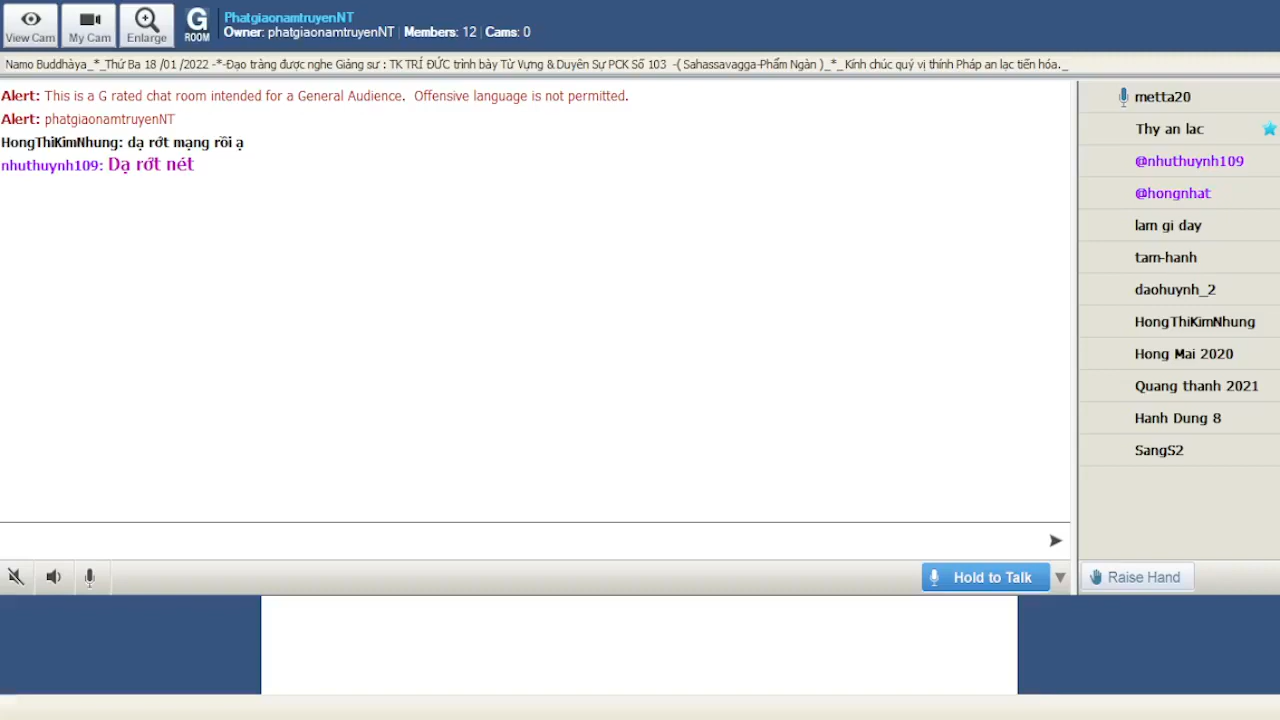 View Cam
My Cam
Enlarge
G
ROOM
PhatgiaonamtruyenNT
Owner: phatgiaonamtruyenNT | Members: 12 | Cams: 0
Namo Buddhàya_*_Thứ Ba 18 /01 /2022 -*-Đạo tràng được nghe Giảng sư : TK TRÍ ĐỨC trình bày Từ Vựng & Duyên Sự PCK Số 103 -( Sahassavagga-Phẩm Ngàn )_*_ Kính chúc quý vị thính Pháp an lạc tiến hóa._
Alert: This is a G rated chat room intended for a General Audience. Offensive language is not permitted.
Alert: phatgiaonamtruyenNT
HongThiKimNhung: dạ rớt mạng rồi ạ
nhuthuynh109: Dạ rớt nét
metta20
Thy an lac
@nhuthuynh109
@hongnhat
lam gi day
tam-hanh
daohuynh_2
HongThiKimNhung
Hong Mai 2020
Quang thanh 2021
Hanh Dung 8
SangS2
Hold to Talk
Raise Hand